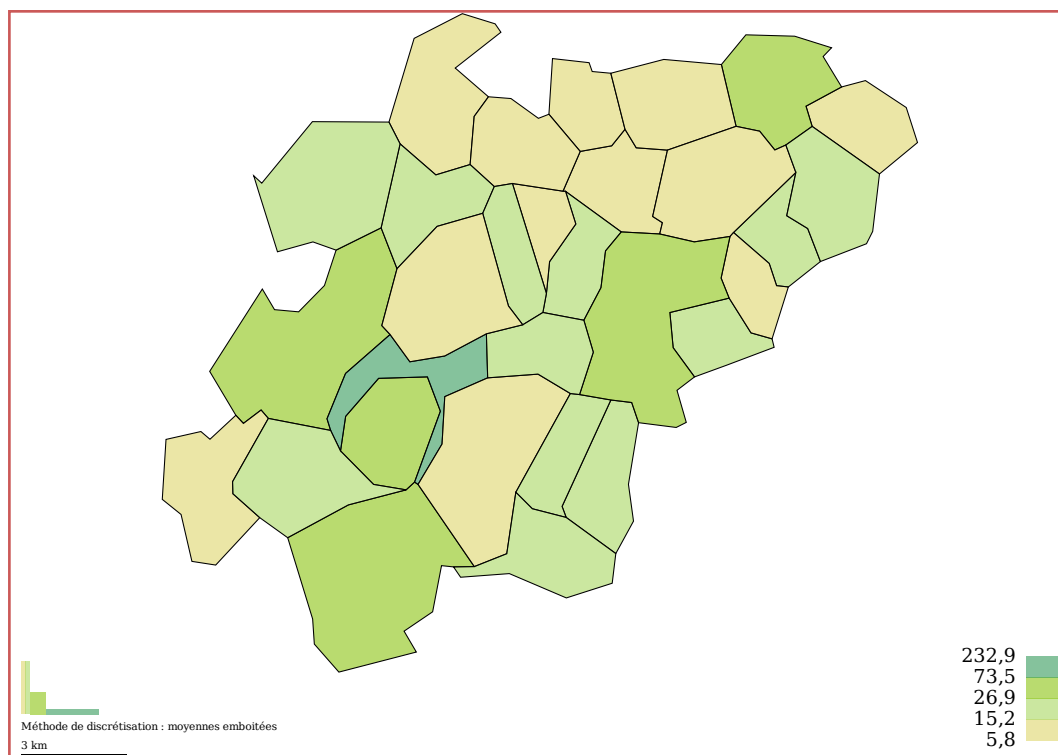 232,9
73,5
26,9
15,2
5,8
Méthode de discrétisation : moyennes emboitées
3 km